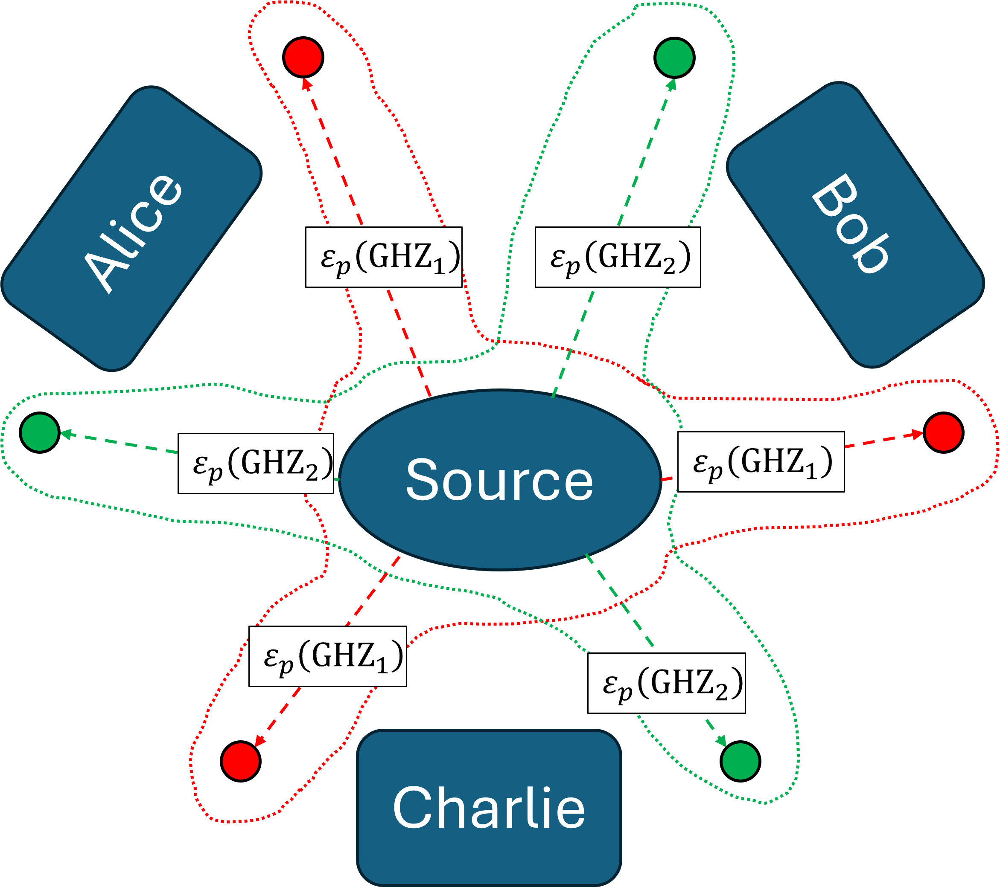 Alice
Bob
εₚ(GHZ₁)
εₚ(GHZ₂)
εₚ(GHZ₂)
Source
εₚ(GHZ₁)
εₚ(GHZ₁)
εₚ(GHZ₂)
Charlie